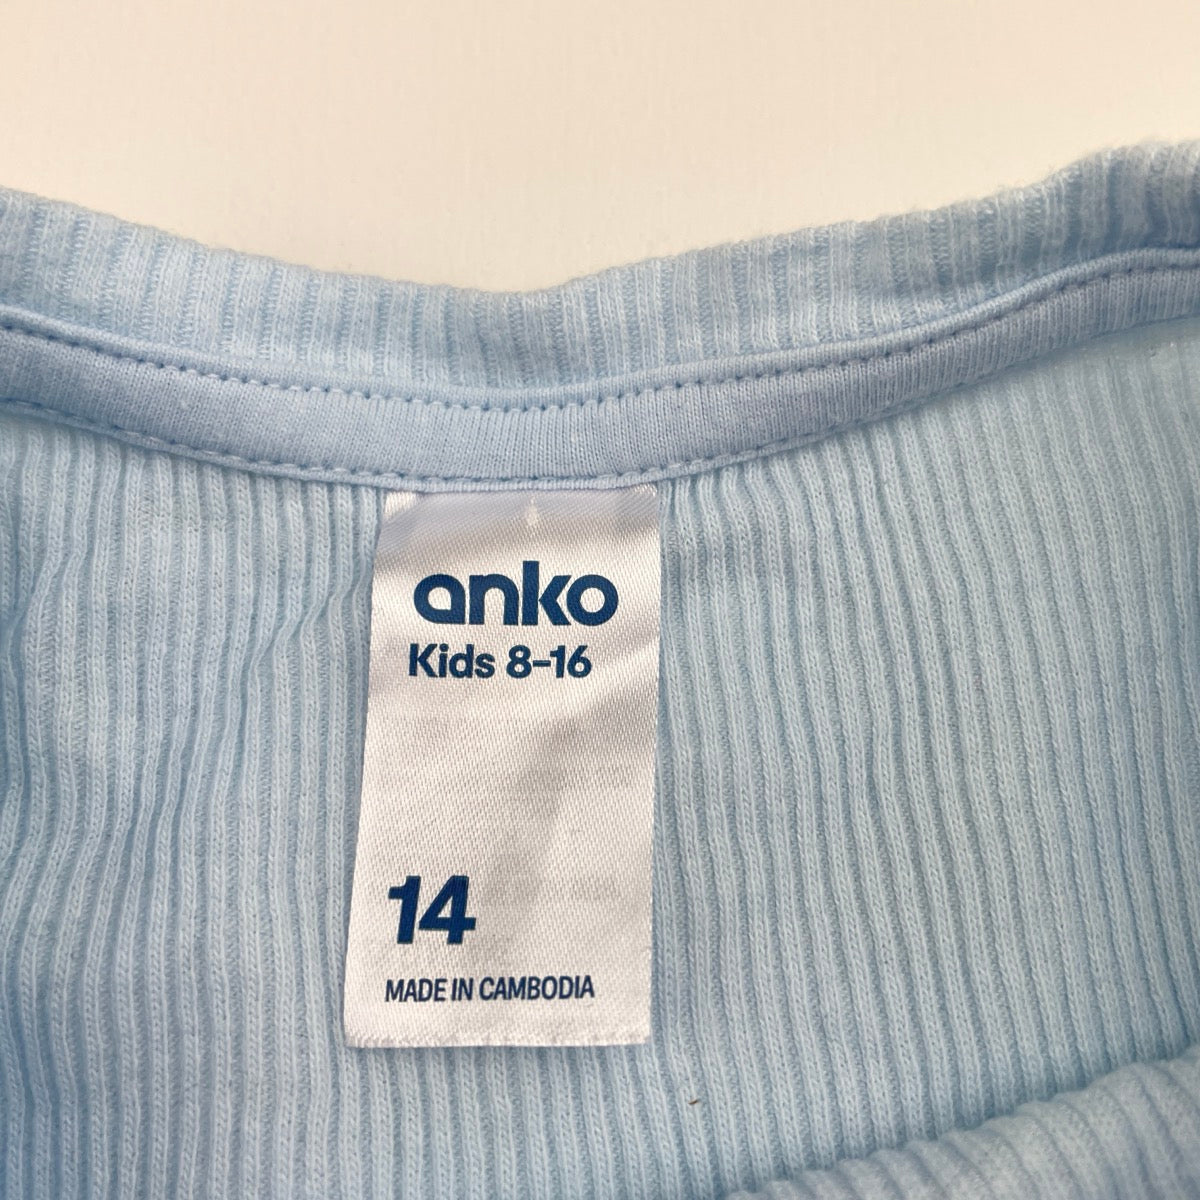 anko
Kids 8-16
14
MADE IN CAMBODIA